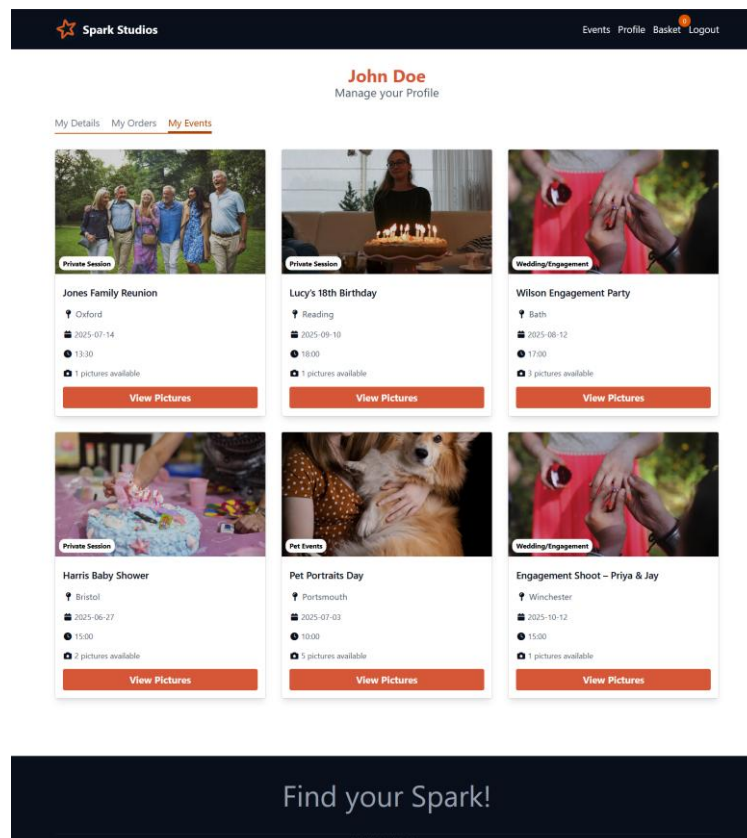 Spark Studios
Events Profile Basket 0 Logout
John Doe
Manage your Profile
My Details My Orders My Events
Private Session
Jones Family Reunion
Oxford
2025-07-14
13:30
1 pictures available
View Pictures
Private Session
Lucy's 18th Birthday
Reading
2025-09-10
18:00
1 pictures available
View Pictures
Wedding/Engagement
Wilson Engagement Party
Bath
2025-08-12
17:00
3 pictures available
View Pictures
Private Session
Harris Baby Shower
Bristol
2025-06-27
15:00
2 pictures available
View Pictures
Pet Events
Pet Portraits Day
Portsmouth
2025-07-03
10:00
5 pictures available
View Pictures
Wedding/Engagement
Engagement Shoot – Priya & Jay
Winchester
2025-10-12
15:00
1 pictures available
View Pictures
Find your Spark!